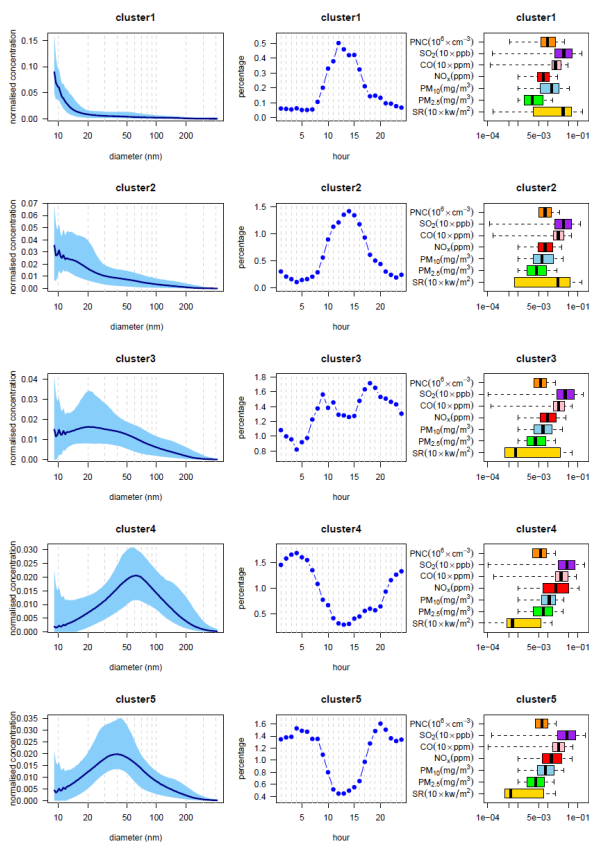 cluster1 cluster1 cluster1
normalised concentration
0.15
0.10
0.05
0.00
10 20 50 100 200
diameter (nm)
percentage
0.5
0.4
0.3
0.2
0.1
0.0
5 10 15 20
hour
PNC(10⁶×cm⁻³)
SO₂(10×ppb)
CO(10×ppm)
NOₓ(ppm)
PM₁₀(mg/m³)
PM₂.₅(mg/m³)
SR(10×kw/m²)
1e−04 5e−03 1e−01
cluster2 cluster2 cluster2
normalised concentration
0.07
0.06
0.05
0.04
0.03
0.02
0.01
0.00
10 20 50 100 200
diameter (nm)
percentage
1.4
1.2
1.0
0.8
0.6
0.4
0.2
0.0
5 10 15 20
hour
PNC(10⁶×cm⁻³)
SO₂(10×ppb)
CO(10×ppm)
NOₓ(ppm)
PM₁₀(mg/m³)
PM₂.₅(mg/m³)
SR(10×kw/m²)
1e−04 5e−03 1e−01
cluster3 cluster3 cluster3
normalised concentration
0.04
0.03
0.02
0.01
0.00
10 20 50 100 200
diameter (nm)
percentage
1.8
1.6
1.4
1.2
1.0
0.8
5 10 15 20
hour
PNC(10⁶×cm⁻³)
SO₂(10×ppb)
CO(10×ppm)
NOₓ(ppm)
PM₁₀(mg/m³)
PM₂.₅(mg/m³)
SR(10×kw/m²)
1e−04 5e−03 1e−01
cluster4 cluster4 cluster4
normalised concentration
0.030
0.025
0.020
0.015
0.010
0.005
0.000
10 20 50 100 200
diameter (nm)
percentage
1.5
1.0
0.5
5 10 15 20
hour
PNC(10⁶×cm⁻³)
SO₂(10×ppb)
CO(10×ppm)
NOₓ(ppm)
PM₁₀(mg/m³)
PM₂.₅(mg/m³)
SR(10×kw/m²)
1e−04 5e−03 1e−01
cluster5 cluster5 cluster5
normalised concentration
0.035
0.030
0.025
0.020
0.015
0.010
0.005
0.000
10 20 50 100 200
diameter (nm)
percentage
1.6
1.4
1.2
1.0
0.8
0.6
0.4
5 10 15 20
hour
PNC(10⁶×cm⁻³)
SO₂(10×ppb)
CO(10×ppm)
NOₓ(ppm)
PM₁₀(mg/m³)
PM₂.₅(mg/m³)
SR(10×kw/m²)
1e−04 5e−03 1e−01